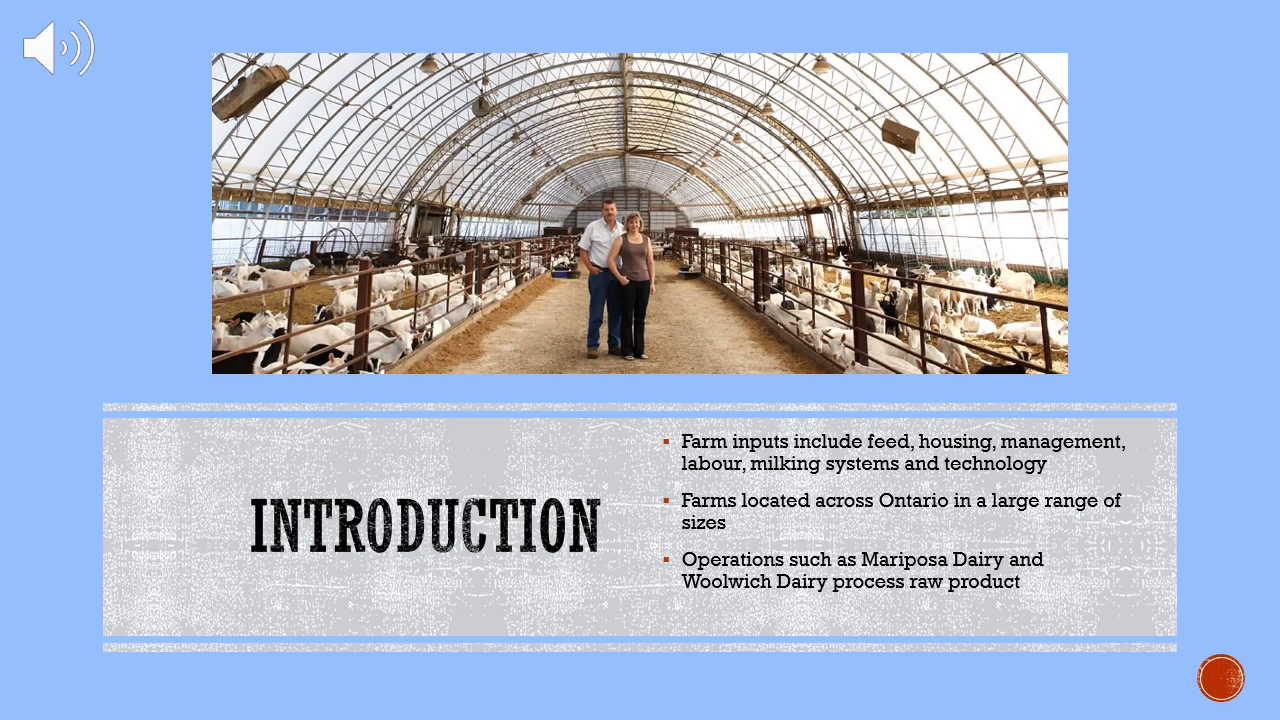 INTRODUCTION
▪ Farm inputs include feed, housing, management,
labour, milking systems and technology
▪ Farms located across Ontario in a large range of
sizes
▪ Operations such as Mariposa Dairy and
Woolwich Dairy process raw product